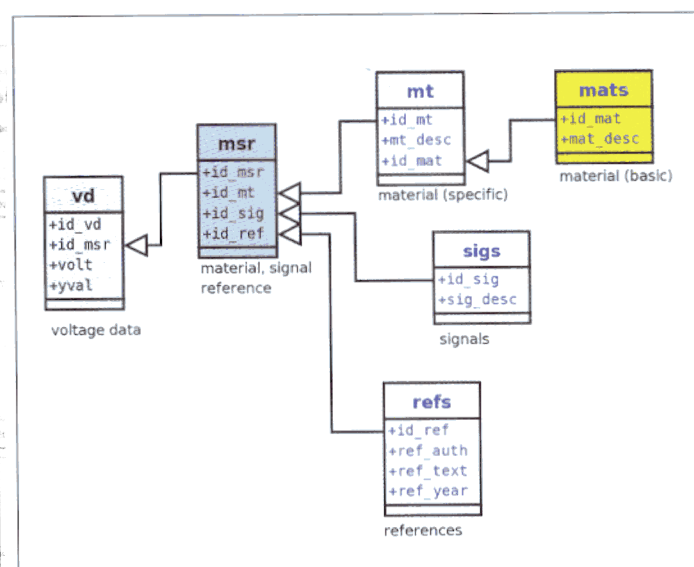 vd
+id_vd
+id_msr
+volt
+yval
voltage data
msr
+id_msr
+id_mt
+id_sig
+id_ref
material, signal
reference
mt
+id_mt
+mt_desc
+id_mat
material (specific)
mats
+id_mat
+mat_desc
material (basic)
sigs
+id_sig
+sig_desc
signals
refs
+id_ref
+ref_auth
+ref_text
+ref_year
references